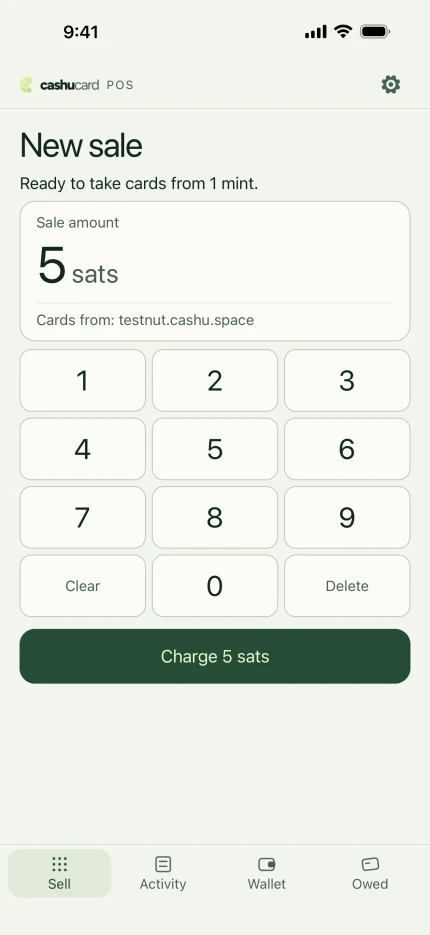 9:41
cashucard POS
New sale
Ready to take cards from 1 mint.
Sale amount
5 sats
Cards from: testnut.cashu.space
1 2 3
4 5 6
7 8 9
Clear 0 Delete
Charge 5 sats
Sell Activity Wallet Owed